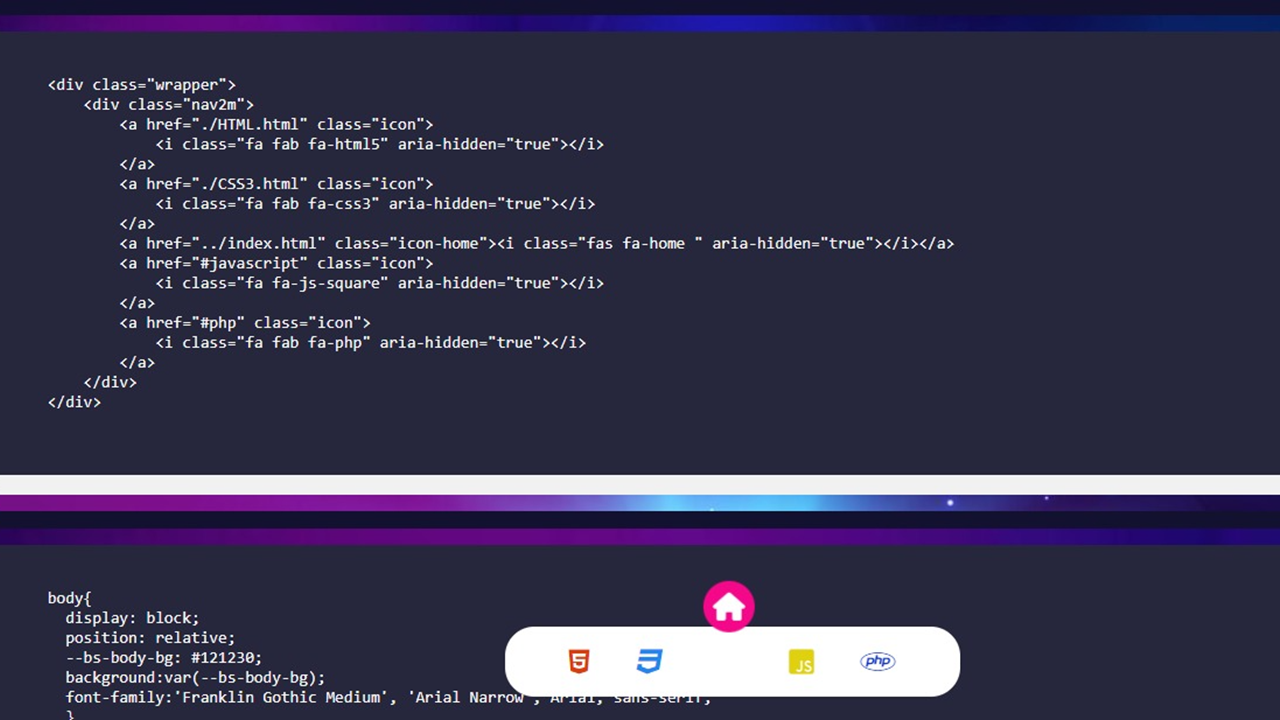 <div class="wrapper">
    <div class="nav2m">
        <a href="./HTML.html" class="icon">
            <i class="fa fab fa-html5" aria-hidden="true"></i>
        </a>
        <a href="./CSS3.html" class="icon">
            <i class="fa fab fa-css3" aria-hidden="true"></i>
        </a>
        <a href="../index.html" class="icon-home"><i class="fas fa-home " aria-hidden="true"></i></a>
        <a href="#javascript" class="icon">
            <i class="fa fa-js-square" aria-hidden="true"></i>
        </a>
        <a href="#php" class="icon">
            <i class="fa fab fa-php" aria-hidden="true"></i>
        </a>
    </div>
</div>
body{
  display: block;
  position: relative;
  --bs-body-bg: #121230;
  background:var(--bs-body-bg);
  font-family:'Franklin Gothic Medium', 'Arial Narrow', Arial, sans-serif;
  }
5 3 JS php